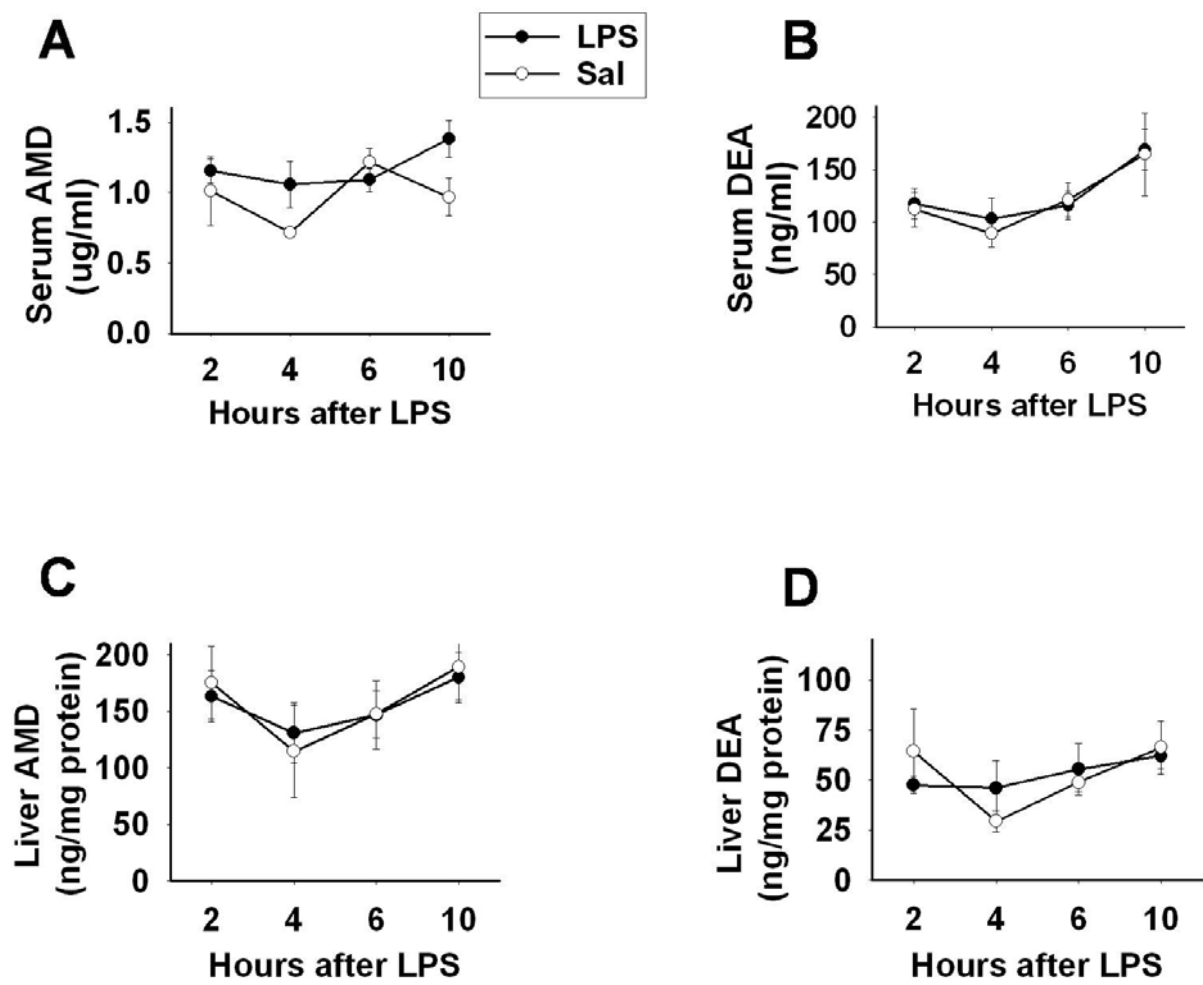 A
LPS
Sal
B
Serum AMD
(ug/ml)
1.5
1.0
0.5
0.0
2 4 6 10
Hours after LPS
Serum DEA
(ng/ml)
200
150
100
50
0
2 4 6 10
Hours after LPS
C
Liver AMD
(ng/mg protein)
200
150
100
50
0
2 4 6 10
Hours after LPS
D
Liver DEA
(ng/mg protein)
100
75
50
25
0
2 4 6 10
Hours after LPS